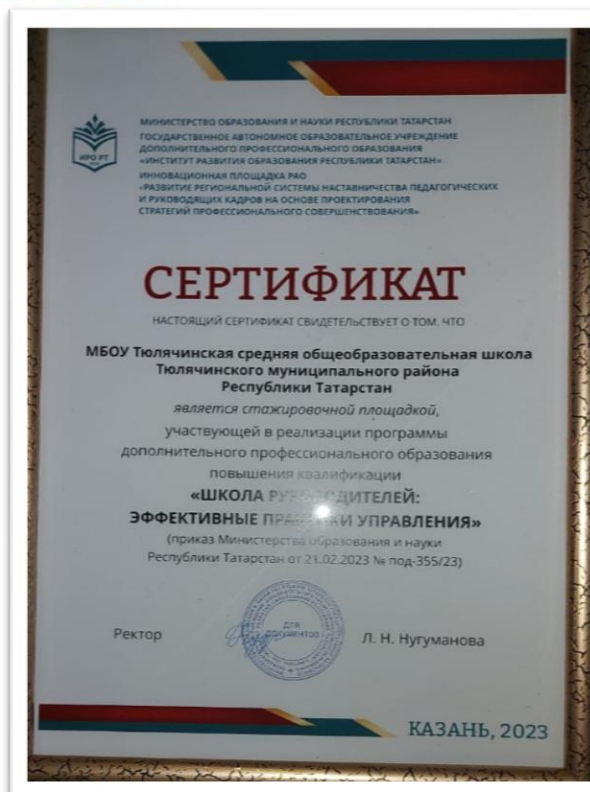 МИНИСТЕРСТВО ОБРАЗОВАНИЯ И НАУКИ РЕСПУБЛИКИ ТАТАРСТАН
ГОСУДАРСТВЕННОЕ АВТОНОМНОЕ ОБРАЗОВАТЕЛЬНОЕ УЧРЕЖДЕНИЕ
ДОПОЛНИТЕЛЬНОГО ПРОФЕССИОНАЛЬНОГО ОБРАЗОВАНИЯ
«ИНСТИТУТ РАЗВИТИЯ ОБРАЗОВАНИЯ РЕСПУБЛИКИ ТАТАРСТАН»
ИРО РТ
ИННОВАЦИОННАЯ ПЛОЩАДКА РАО
«РАЗВИТИЕ РЕГИОНАЛЬНОЙ СИСТЕМЫ НАСТАВНИЧЕСТВА ПЕДАГОГИЧЕСКИХ
И РУКОВОДЯЩИХ КАДРОВ НА ОСНОВЕ ПРОЕКТИРОВАНИЯ
СТРАТЕГИЙ ПРОФЕССИОНАЛЬНОГО СОВЕРШЕНСТВОВАНИЯ»
СЕРТИФИКАТ
НАСТОЯЩИЙ СЕРТИФИКАТ СВИДЕТЕЛЬСТВУЕТ О ТОМ, ЧТО
МБОУ Тюлячинская средняя общеобразовательная школа
Тюлячинского муниципального района
Республики Татарстан
является стажировочной площадкой,
участвующей в реализации программы
дополнительного профессионального образования
повышения квалификации
«ШКОЛА РУКОВОДИТЕЛЕЙ:
ЭФФЕКТИВНЫЕ ПРАКТИКИ УПРАВЛЕНИЯ»
(приказ Министерства образования и науки
Республики Татарстан от 21.02.2023 № под-355/23)
Ректор
ДЛЯ
ДОКУМЕНТОВ
Л. Н. Нугуманова
КАЗАНЬ, 2023